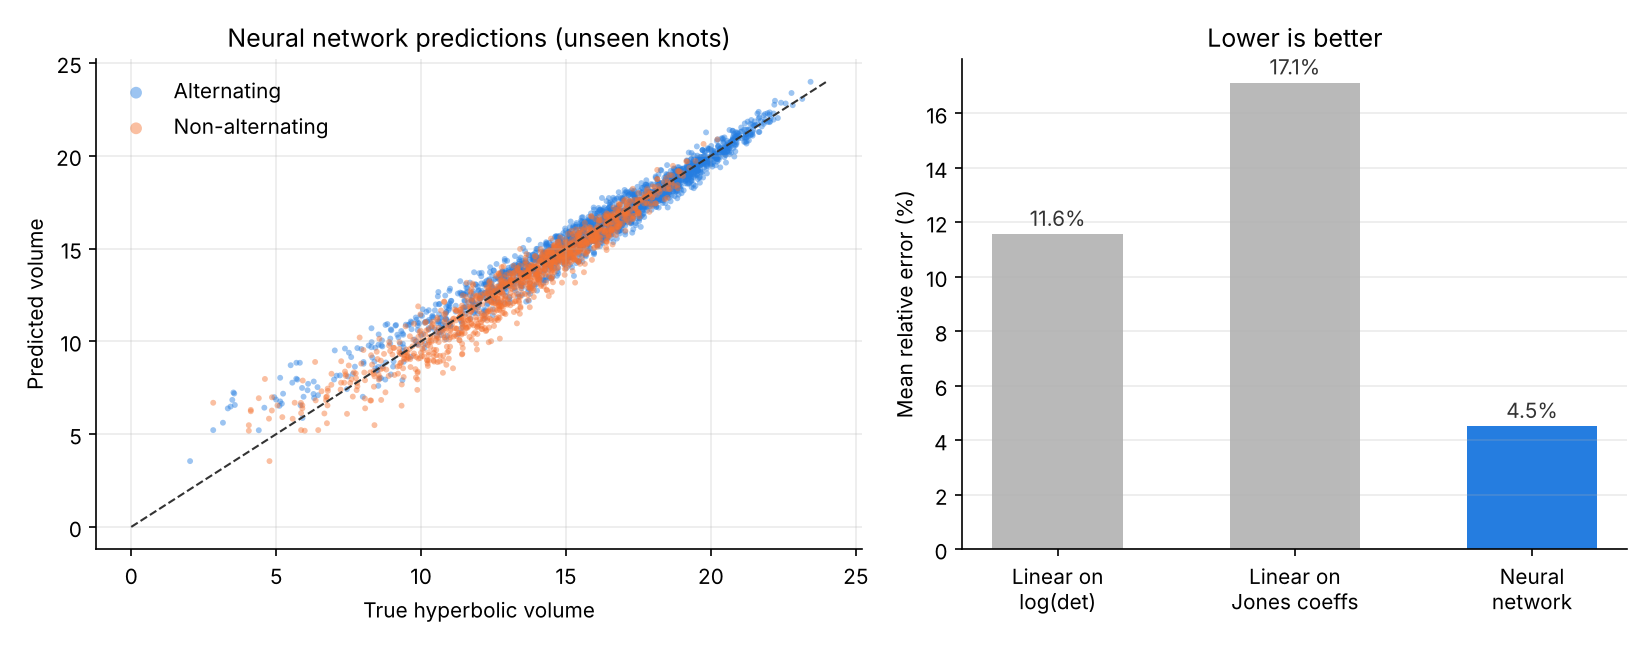 Neural network predictions (unseen knots)
Alternating
Non-alternating
Predicted volume
25
20
15
10
5
0
0 5 10 15 20 25
True hyperbolic volume
Lower is better
Mean relative error (%)
16
14
12
10
8
6
4
2
0
11.6%
17.1%
4.5%
Linear on
log(det)
Linear on
Jones coeffs
Neural
network